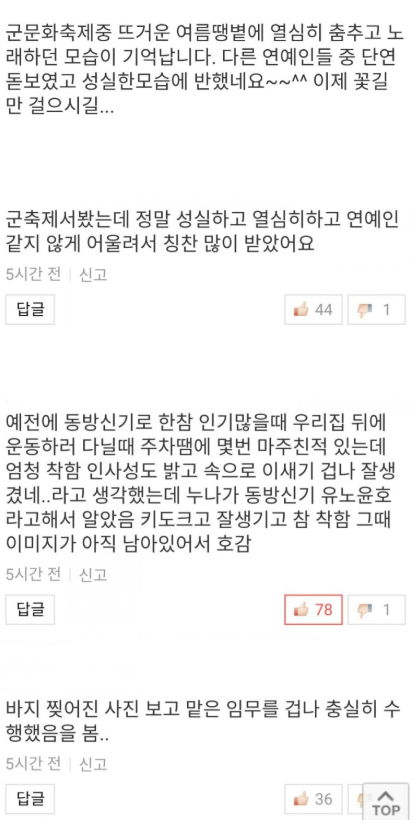 군문화축제중 뜨거운 여름땡볕에 열심히 춤추고 노
래하던 모습이 기억납니다. 다른 연예인들 중 단연
돋보였고 성실한모습에 반했네요~~^^ 이제 꽃길
만 걸으시길...
군축제서봤는데 정말 성실하고 열심히하고 연예인
같지 않게 어울려서 칭찬 많이 받았어요
5시간 전 | 신고
답글 44 1
예전에 동방신기로 한참 인기많을때 우리집 뒤에
운동하러 다닐때 주차땜에 몇번 마주친적 있는데
엄청 착함 인사성도 밝고 속으로 이새기 겁나 잘생
겼네..라고 생각했는데 누나가 동방신기 유노윤호
라고해서 알았음 키도크고 잘생기고 참 착함 그때
이미지가 아직 남아있어서 호감
5시간 전 | 신고
답글 78 1
바지 찢어진 사진 보고 맡은 임무를 겁나 충실히 수
행했음을 봄..
5시간 전 | 신고
답글 36
TOP